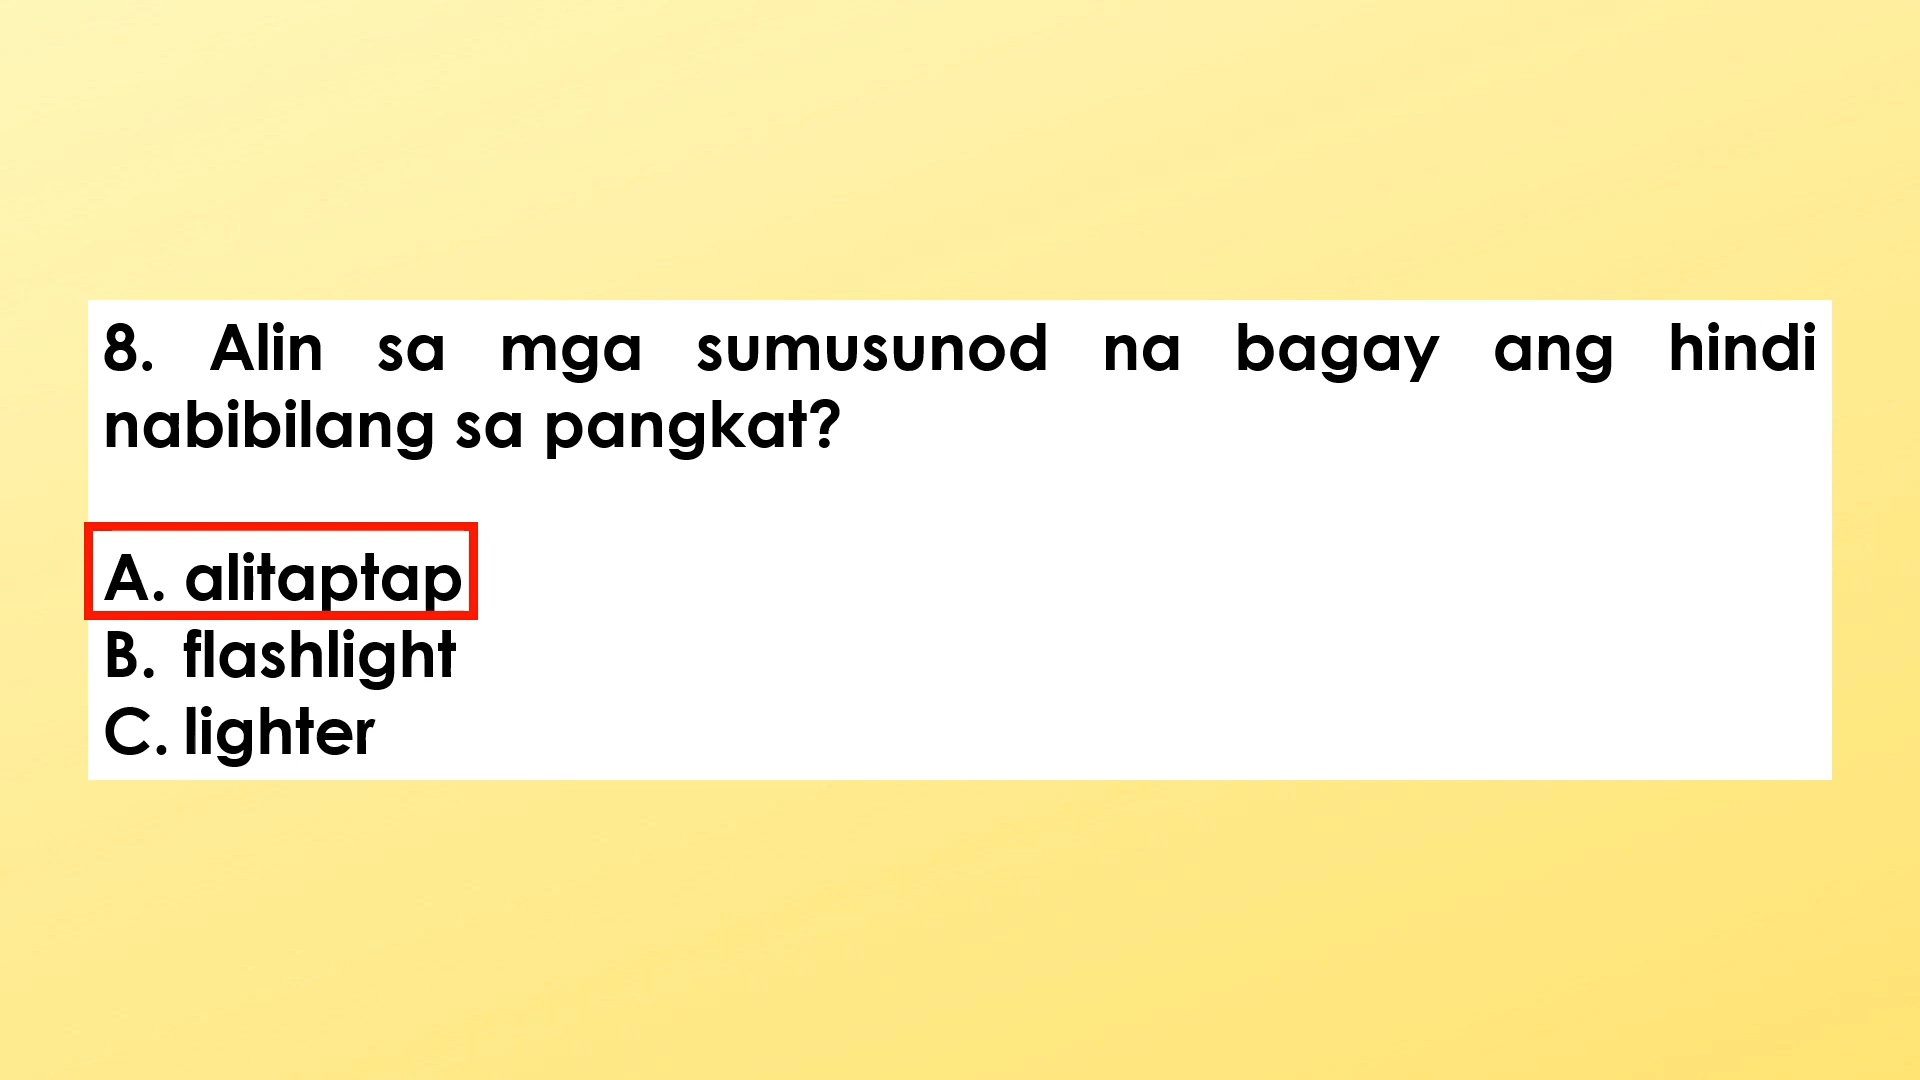 8. Alin sa mga sumusunod na bagay ang hindi
nabibilang sa pangkat?
A. alitaptap
B. flashlight
C. lighter